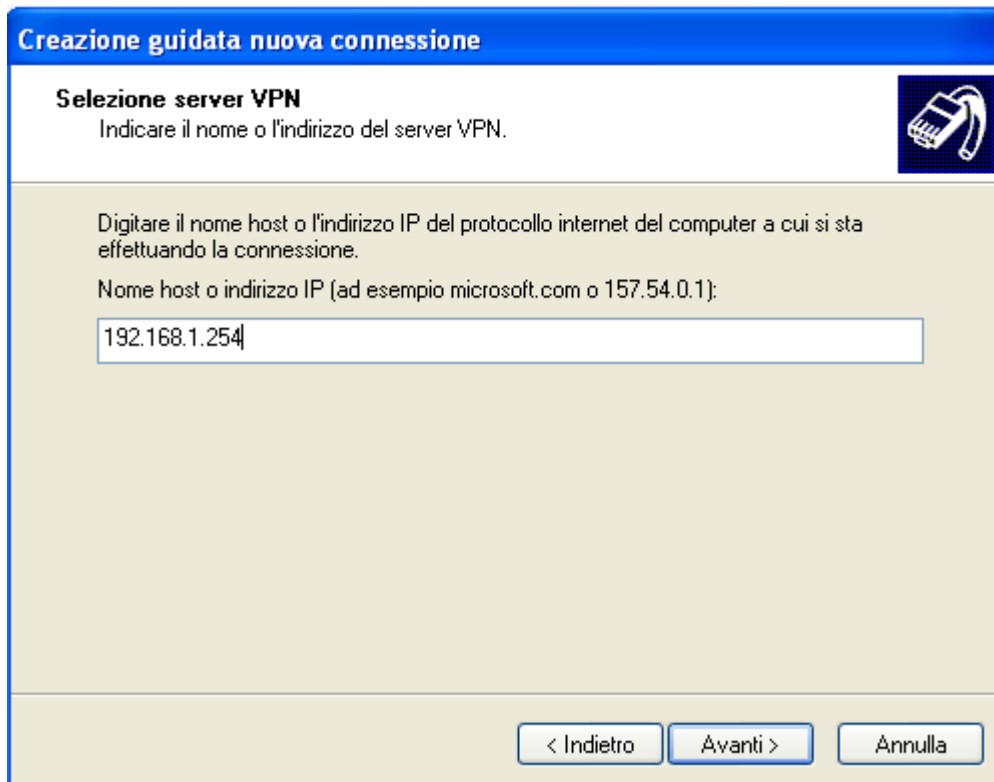 Creazione guidata nuova connessione
Selezione server VPN
Indicare il nome o l'indirizzo del server VPN.
Digitare il nome host o l'indirizzo IP del protocollo internet del computer a cui si sta
effettuando la connessione.
Nome host o indirizzo IP (ad esempio microsoft.com o 157.54.0.1):
192.168.1.254
< Indietro
Avanti >
Annulla